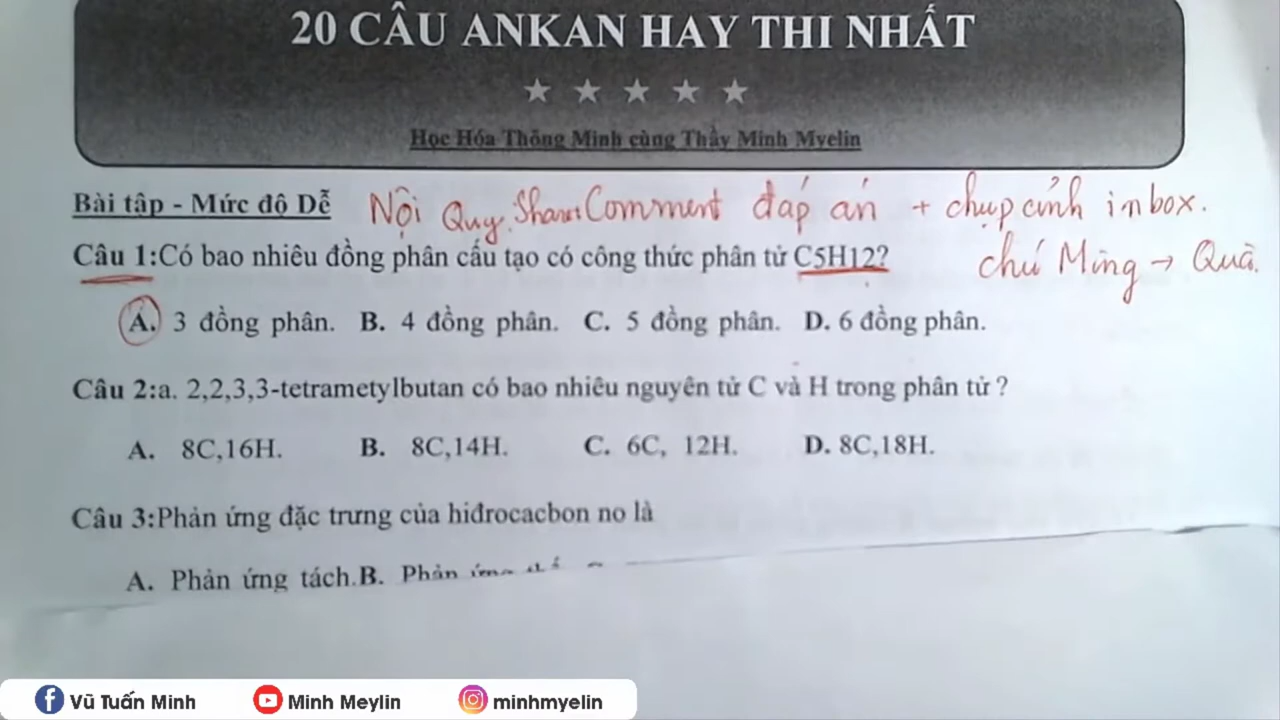 20 CÂU ANKAN HAY THI NHẤT
Học Hóa Thông Minh cùng Thầy Minh Myelin
Bài tập - Mức độ Dễ
Nội Quy. Share Comment đáp án + chụp ảnh inbox.
chú Ming → Quà.
Câu 1:Có bao nhiêu đồng phân cấu tạo có công thức phân tử C5H12?
A. 3 đồng phân. B. 4 đồng phân. C. 5 đồng phân. D. 6 đồng phân.
Câu 2:a. 2,2,3,3-tetrametylbutan có bao nhiêu nguyên tử C và H trong phân tử ?
A. 8C,16H. B. 8C,14H. C. 6C, 12H. D. 8C,18H.
Câu 3:Phản ứng đặc trưng của hiđrocacbon no là
A. Phản ứng tách.B. Phản ứng
Vũ Tuấn Minh Minh Meylin minhmyelin